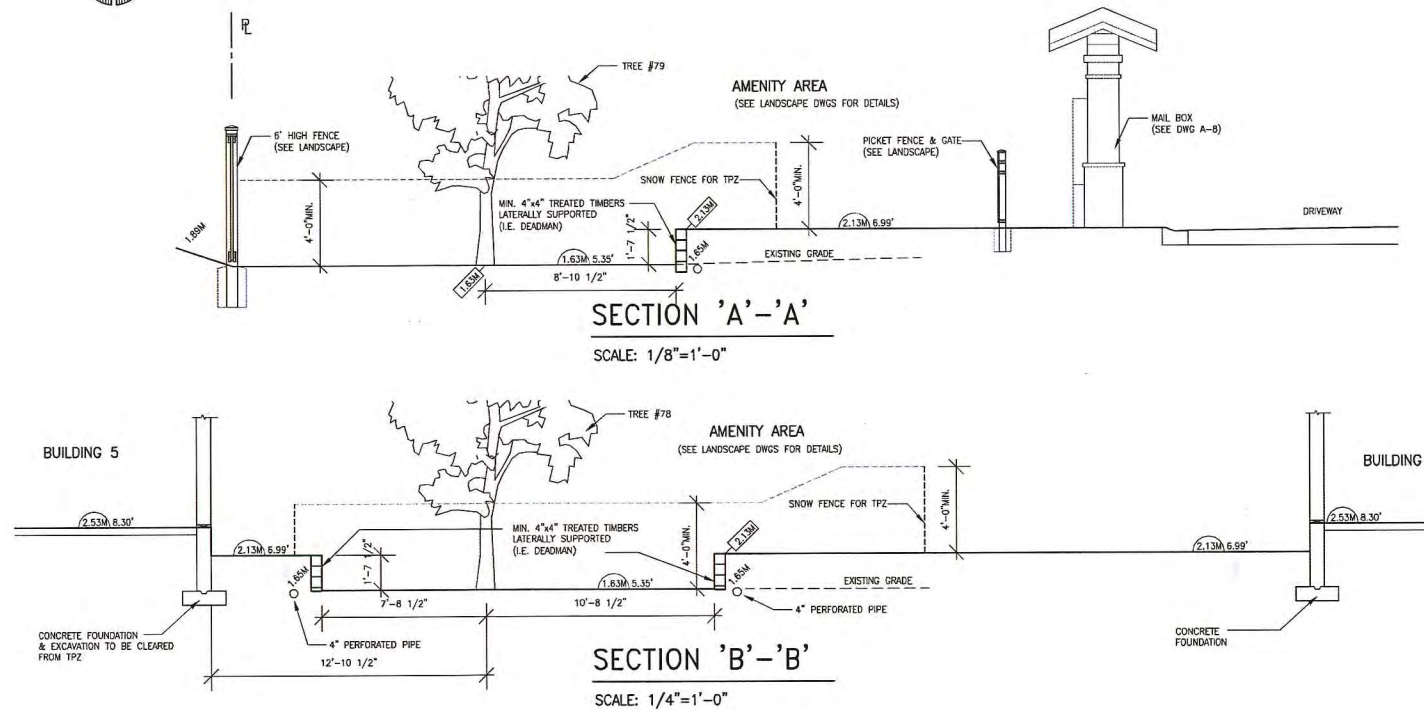 PL
TREE #79
AMENITY AREA
(SEE LANDSCAPE DWGS FOR DETAILS)
6' HIGH FENCE
(SEE LANDSCAPE)
MAIL BOX
(SEE DWG A-8)
PICKET FENCE & GATE
(SEE LANDSCAPE)
SNOW FENCE FOR TPZ
4'-0"MIN.
4'-0"MIN.
MIN. 4"x4" TREATED TIMBERS
LATERALLY SUPPORTED
(I.E. DEADMAN)
1'-7 1/2"
2.13M
2.13M 6.99'
DRIVEWAY
1.89M
1.63M 5.35'
1.65M
EXISTING GRADE
1.63M
8'-10 1/2"
SECTION 'A'-'A'
SCALE: 1/8"=1'-0"
TREE #78
BUILDING 5
AMENITY AREA
(SEE LANDSCAPE DWGS FOR DETAILS)
BUILDING
SNOW FENCE FOR TPZ
4'-0"MIN.
4'-0"MIN.
2.53M 8.30'
2.53M 8.30'
MIN. 4"x4" TREATED TIMBERS
LATERALLY SUPPORTED
(I.E. DEADMAN)
2.13M 6.99'
2.13M
2.13M 6.99'
1.65M
1'-7 1/2"
1.63M 5.35'
1.65M
EXISTING GRADE
7'-8 1/2"
10'-8 1/2"
4" PERFORATED PIPE
CONCRETE FOUNDATION
& EXCAVATION TO BE CLEARED
FROM TPZ
4" PERFORATED PIPE
CONCRETE
FOUNDATION
12'-10 1/2"
SECTION 'B'-'B'
SCALE: 1/4"=1'-0"